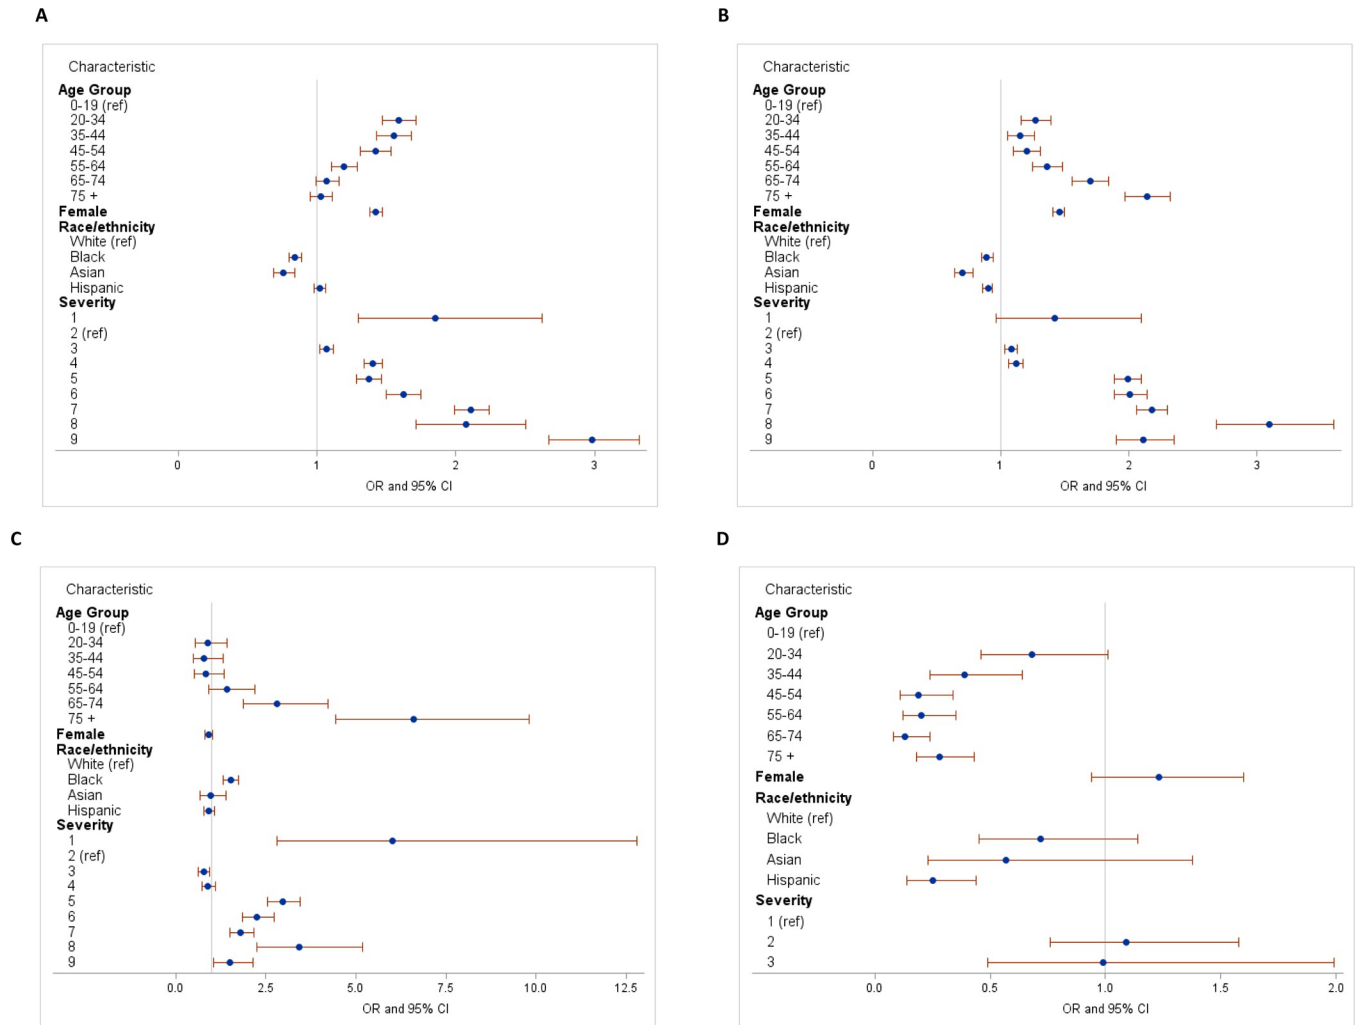 A
Characteristic
Age Group
0-19 (ref)
20-34
35-44
45-54
55-64
65-74
75 +
Female
Race/ethnicity
White (ref)
Black
Asian
Hispanic
Severity
1
2 (ref)
3
4
5
6
7
8
9
0 1 2 3
OR and 95% CI
B
Characteristic
Age Group
0-19 (ref)
20-34
35-44
45-54
55-64
65-74
75 +
Female
Race/ethnicity
White (ref)
Black
Asian
Hispanic
Severity
1
2 (ref)
3
4
5
6
7
8
9
0 1 2 3
OR and 95% CI
C
Characteristic
Age Group
0-19 (ref)
20-34
35-44
45-54
55-64
65-74
75 +
Female
Race/ethnicity
White (ref)
Black
Asian
Hispanic
Severity
1
2 (ref)
3
4
5
6
7
8
9
0.0 2.5 5.0 7.5 10.0 12.5
OR and 95% CI
D
Characteristic
Age Group
0-19 (ref)
20-34
35-44
45-54
55-64
65-74
75 +
Female
Race/ethnicity
White (ref)
Black
Asian
Hispanic
Severity
1 (ref)
2
3
0.0 0.5 1.0 1.5 2.0
OR and 95% CI